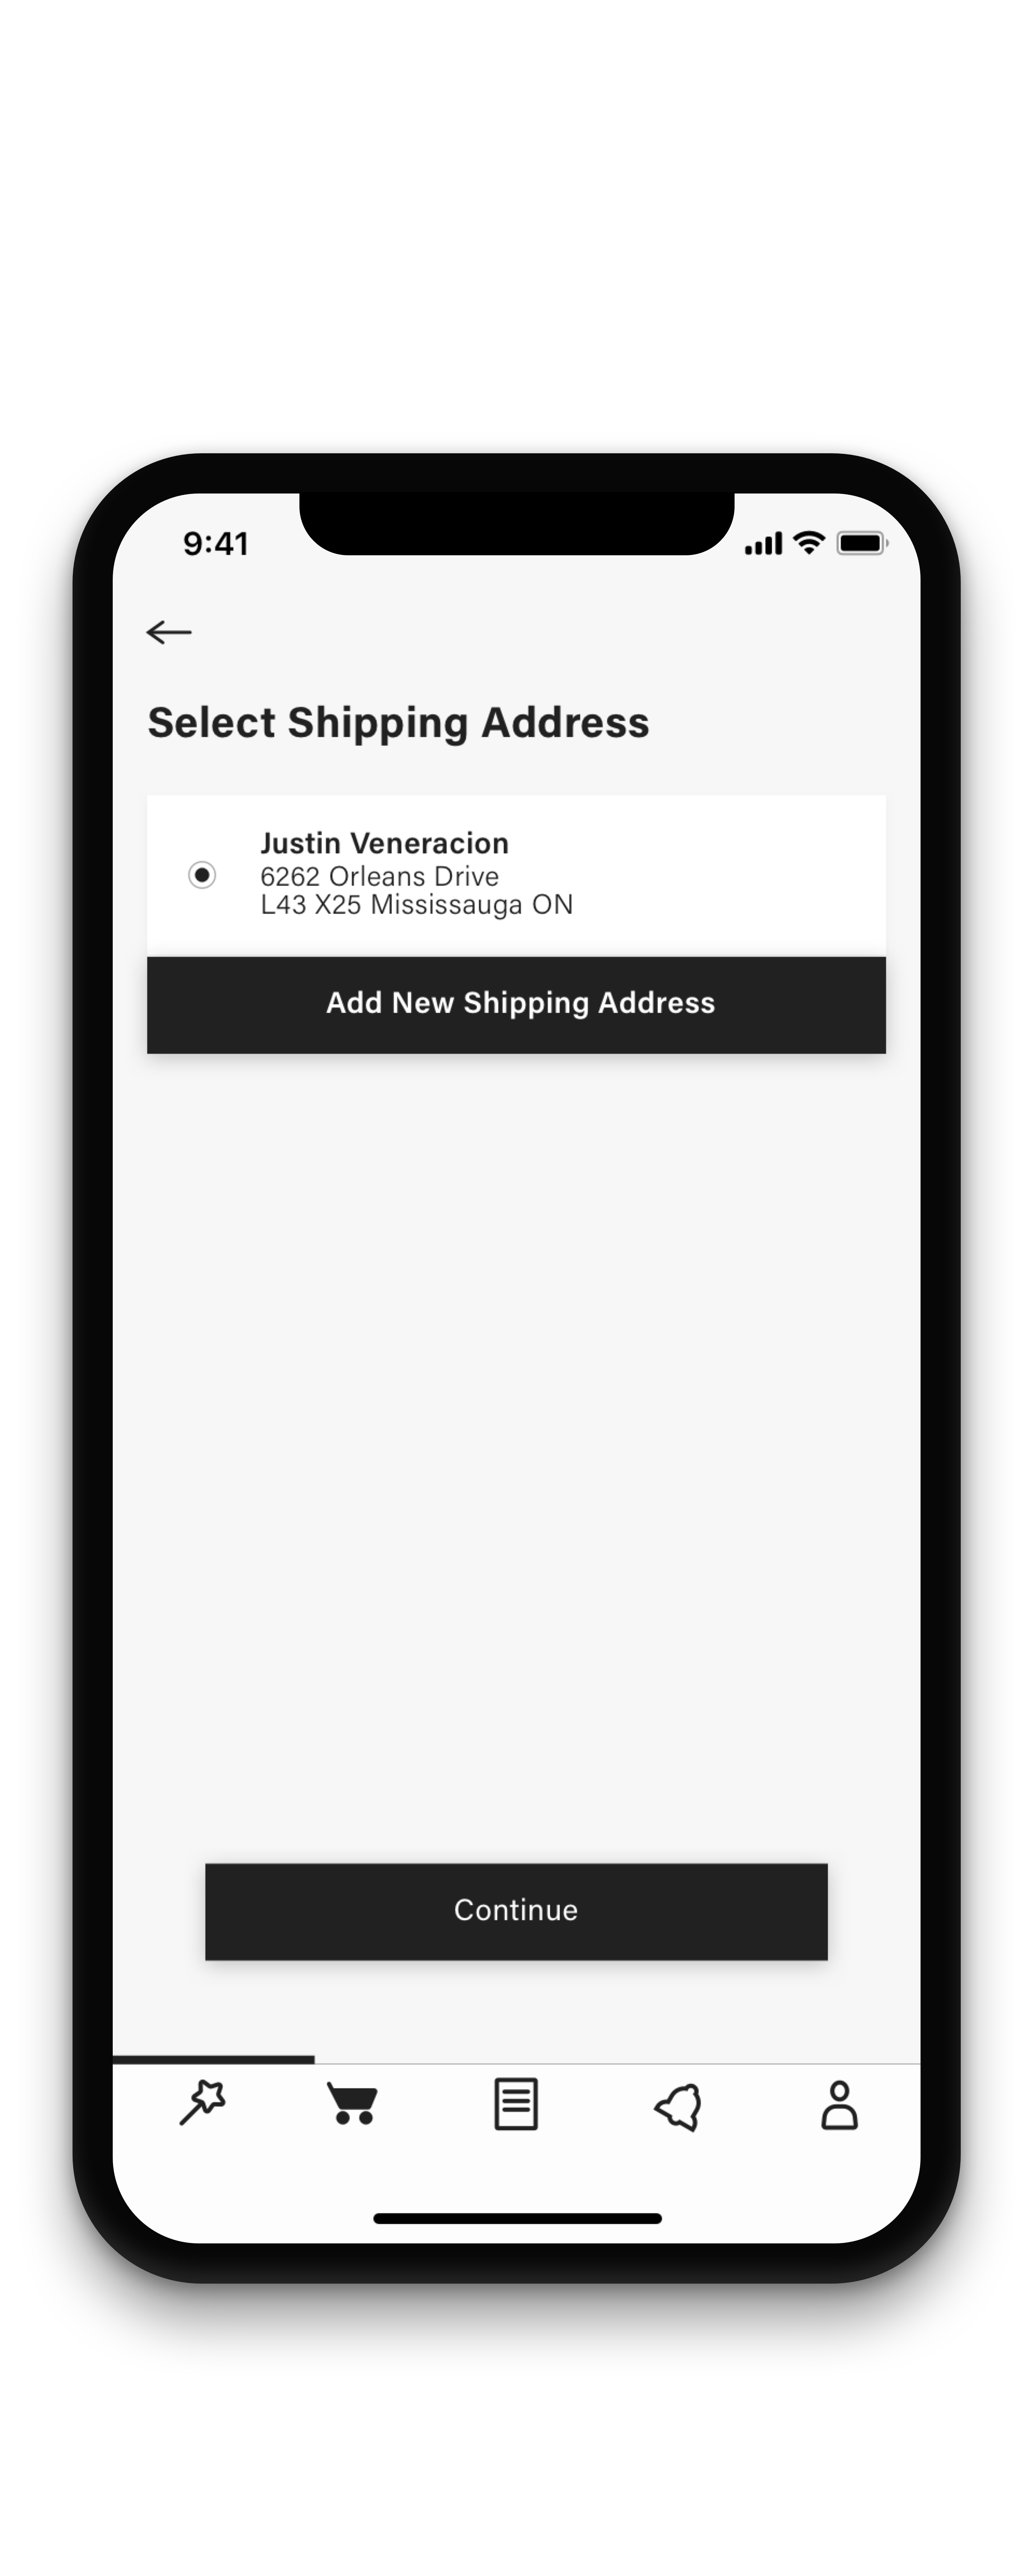 9:41
Select Shipping Address
Justin Veneracion
6262 Orleans Drive
L43 X25 Mississauga ON
Add New Shipping Address
Continue